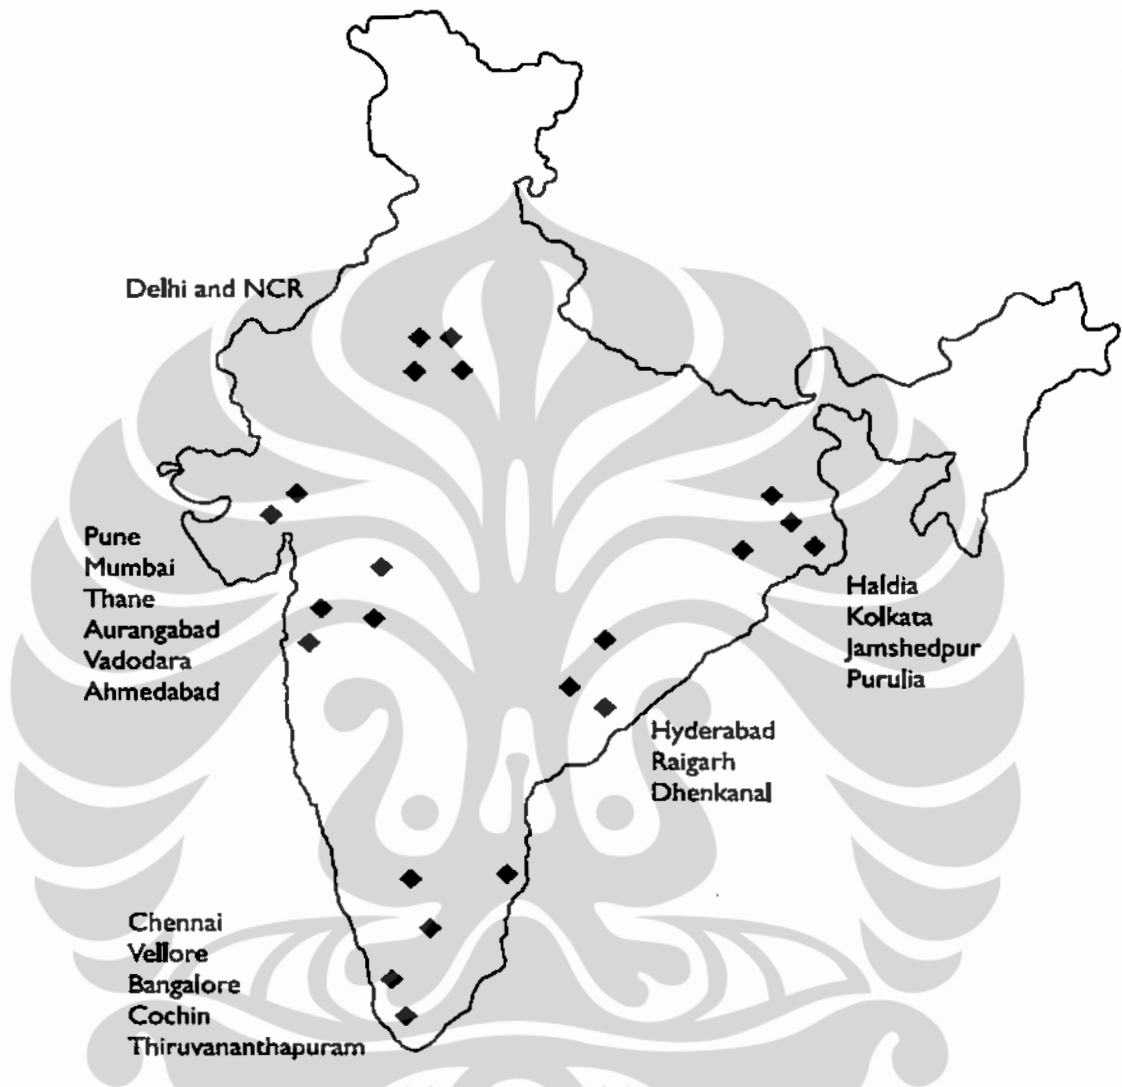 Delhi and NCR
Pune
Mumbai
Thane
Aurangabad
Vadodara
Ahmedabad
Haldia
Kolkata
Jamshedpur
Purulia
Hyderabad
Raigarh
Dhenkanal
Chennai
Vellore
Bangalore
Cochin
Thiruvananthapuram